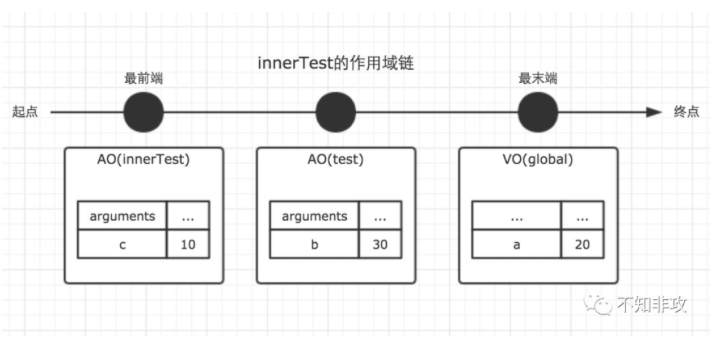 innerTest的作用域链
最前端
最末端
起点
终点
AO(innerTest)
arguments ...
c 10
AO(test)
arguments ...
b 30
VO(global)
... ...
a 20
不知非攻